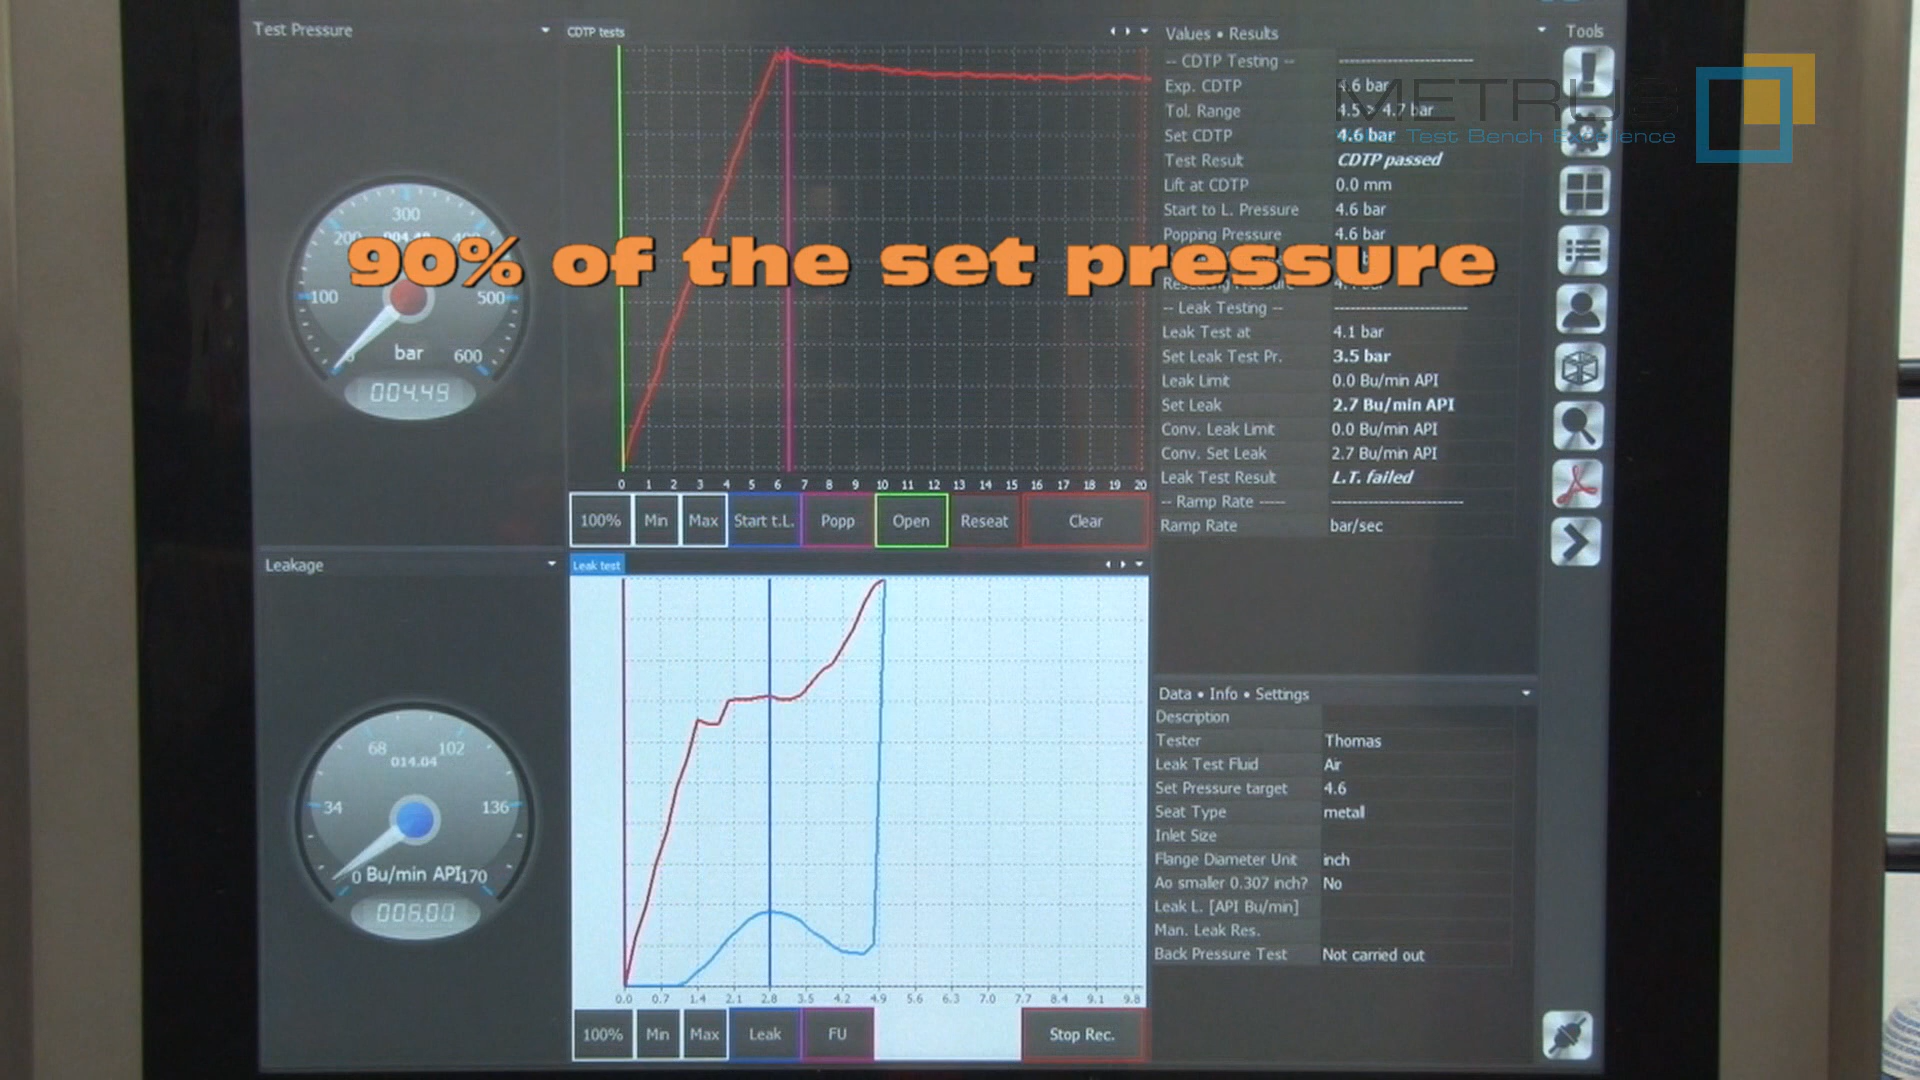 Test Pressure
300
200
100
500
bar
600
004.49
CDTP tests
0 1 2 3 4 5 6 7 8 9 10 11 12 13 14 15 16 17 18 19 20
100% Min Max Start t.L. Popp Open Reseat Clear
90% of the set pressure
Values • Results
-- CDTP Testing --
Exp. CDTP 4.6 bar
Tol. Range 4.5 > 4.7 bar
Set CDTP 4.6 bar
Test Result CDTP passed
Lift at CDTP 0.0 mm
Start to L. Pressure 4.6 bar
Popping Pressure 4.6 bar
Reseating Pressure
-- Leak Testing --
Leak Test at 4.1 bar
Set Leak Test Pr. 3.5 bar
Leak Limit 0.0 Bu/min API
Set Leak 2.7 Bu/min API
Conv. Leak Limit 0.0 Bu/min API
Conv. Set Leak 2.7 Bu/min API
Leak Test Result L.T. failed
-- Ramp Rate -----
Ramp Rate bar/sec
Tools
METRUS
Test Bench Excellence
Leakage
68 102
014.04
34 136
0 Bu/min API 170
006.00
Leak test
0.0 0.7 1.4 2.1 2.8 3.5 4.2 4.9 5.6 6.3 7.0 7.7 8.4 9.1 9.8
100% Min Max Leak FU Stop Rec.
Data • Info • Settings
Description
Tester Thomas
Leak Test Fluid Air
Set Pressure target 4.6
Seat Type metall
Inlet Size
Flange Diameter Unit inch
Ao smaller 0.307 inch? No
Leak L. [API Bu/min]
Man. Leak Res.
Back Pressure Test Not carried out